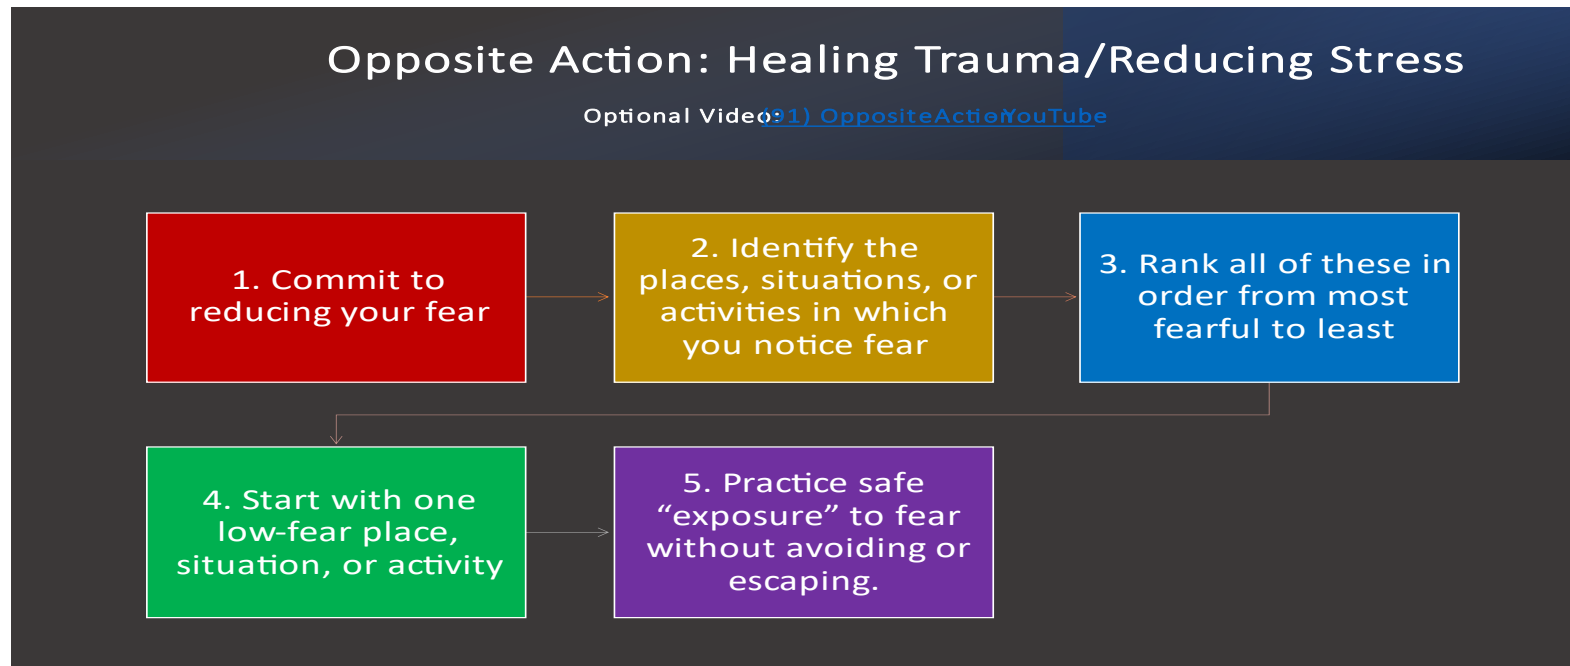 Opposite Action: Healing Trauma/Reducing Stress
Optional Video: (91) OppositeAction - YouTube
1. Commit to
reducing your fear
2. Identify the
places, situations, or
activities in which
you notice fear
3. Rank all of these in
order from most
fearful to least
4. Start with one
low-fear place,
situation, or activity
5. Practice safe
“exposure” to fear
without avoiding or
escaping.